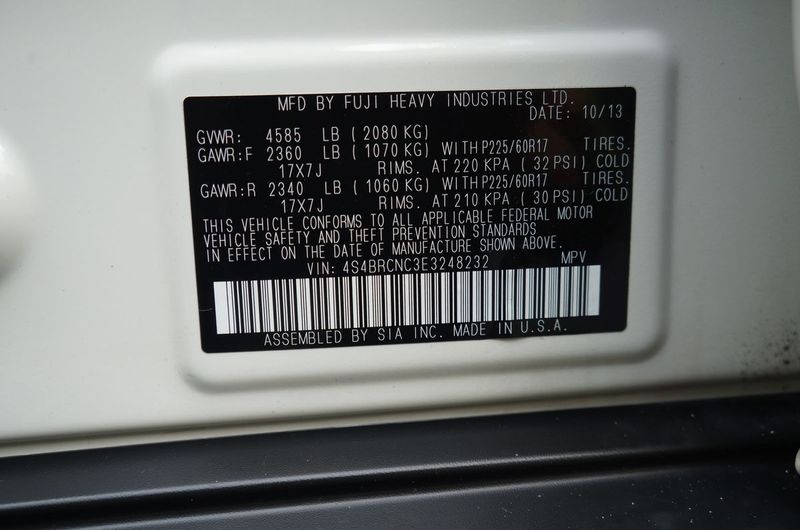 MFD BY FUJI HEAVY INDUSTRIES LTD.
DATE: 10/13
GVWR: 4585 LB ( 2080 KG)
GAWR:F 2360 LB ( 1070 KG) WITH P225/60R17 TIRES.
17X7J RIMS. AT 220 KPA ( 32 PSI) COLD
GAWR:R 2340 LB ( 1060 KG) WITH P225/60R17 TIRES.
17X7J RIMS. AT 210 KPA ( 30 PSI) COLD
THIS VEHICLE CONFORMS TO ALL APPLICABLE FEDERAL MOTOR
VEHICLE SAFETY AND THEFT PREVENTION STANDARDS
IN EFFECT ON THE DATE OF MANUFACTURE SHOWN ABOVE.
VIN: 4S4BRCNC3E3248232 MPV
ASSEMBLED BY SIA INC. MADE IN U.S.A.